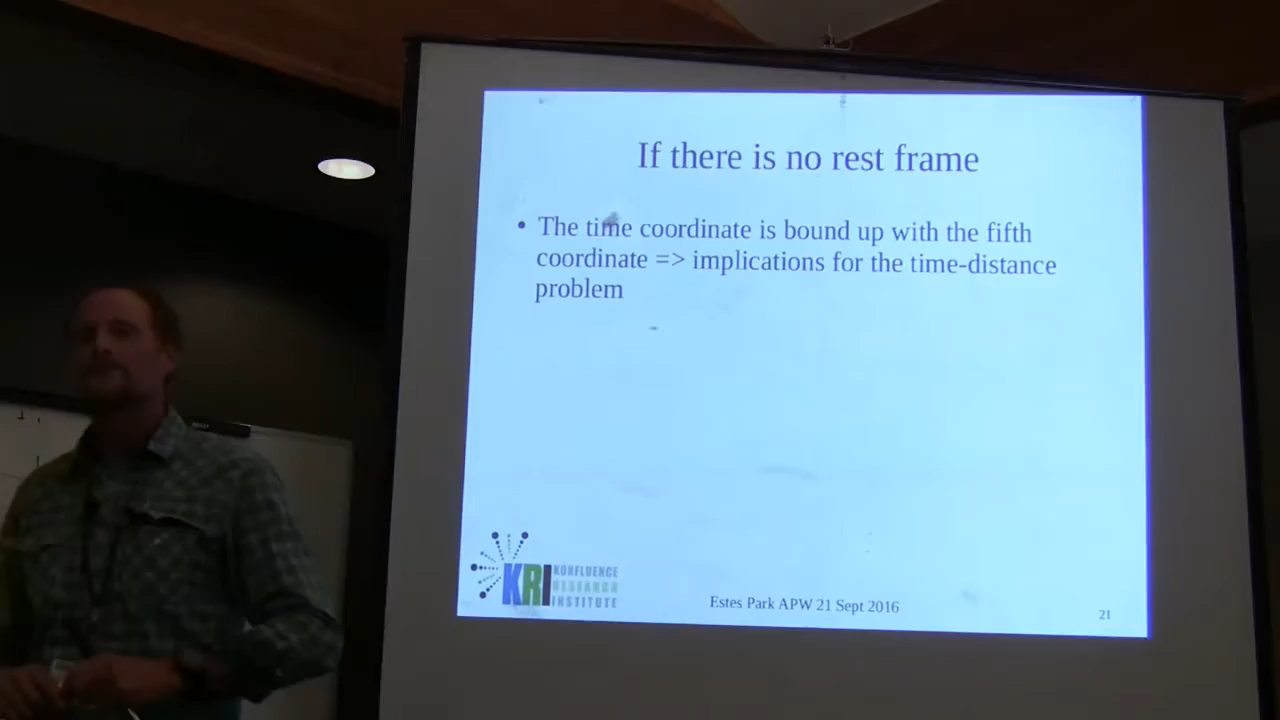 If there is no rest frame
• The time coordinate is bound up with the fifth
coordinate => implications for the time-distance
problem
KRI
KONFLUENCE
RESEARCH
INSTITUTE
Estes Park APW 21 Sept 2016
21